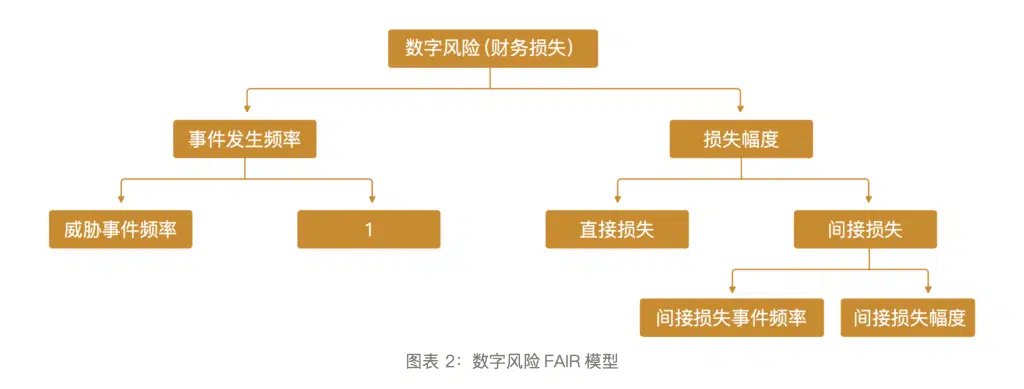 数字风险(财务损失)
事件发生频率
损失幅度
威胁事件频率
1
直接损失
间接损失
间接损失事件频率
间接损失幅度
图表 2：数字风险 FAIR 模型